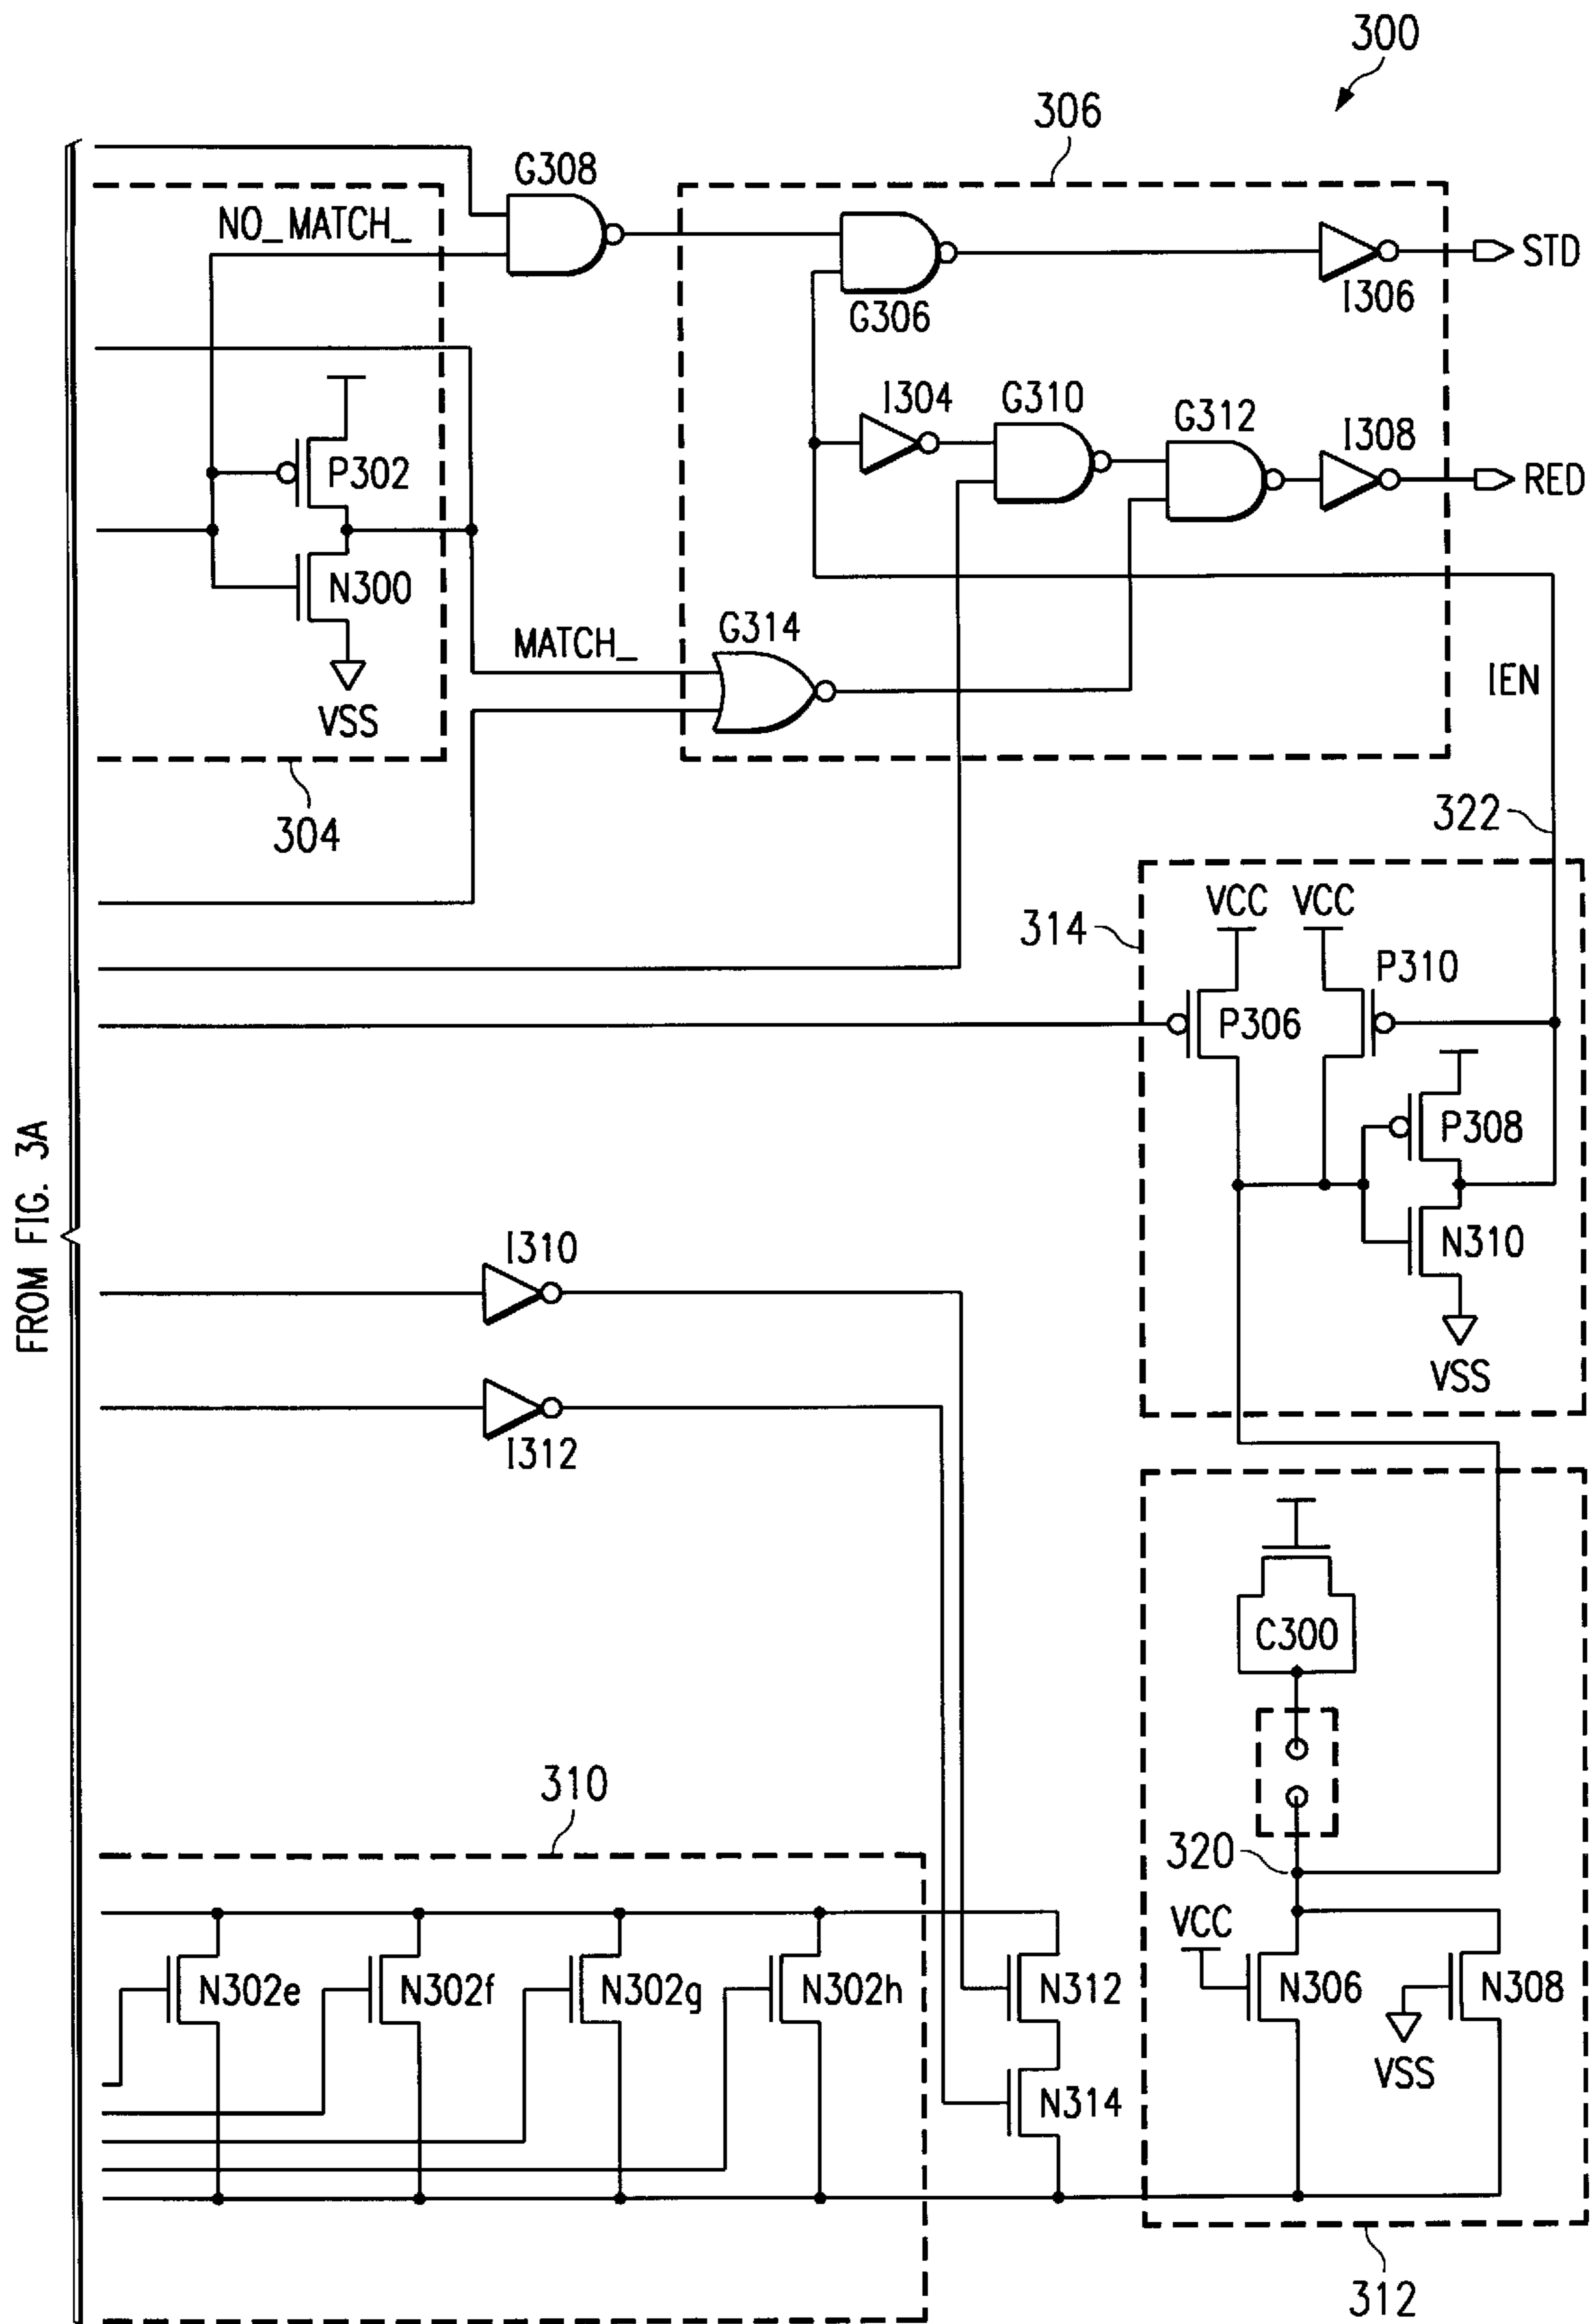 300
306
G308
NO_MATCH_
G306
I306
STD
I304
G310
G312
I308
RED
P302
N300
VSS
MATCH_
G314
IEN
304
322
314
VCC VCC
P306
P310
P308
N310
VSS
FROM FIG. 3A
I310
I312
C300
310
320
VCC
N302e
N302f
N302g
N302h
N312
N306
N308
VSS
N314
312